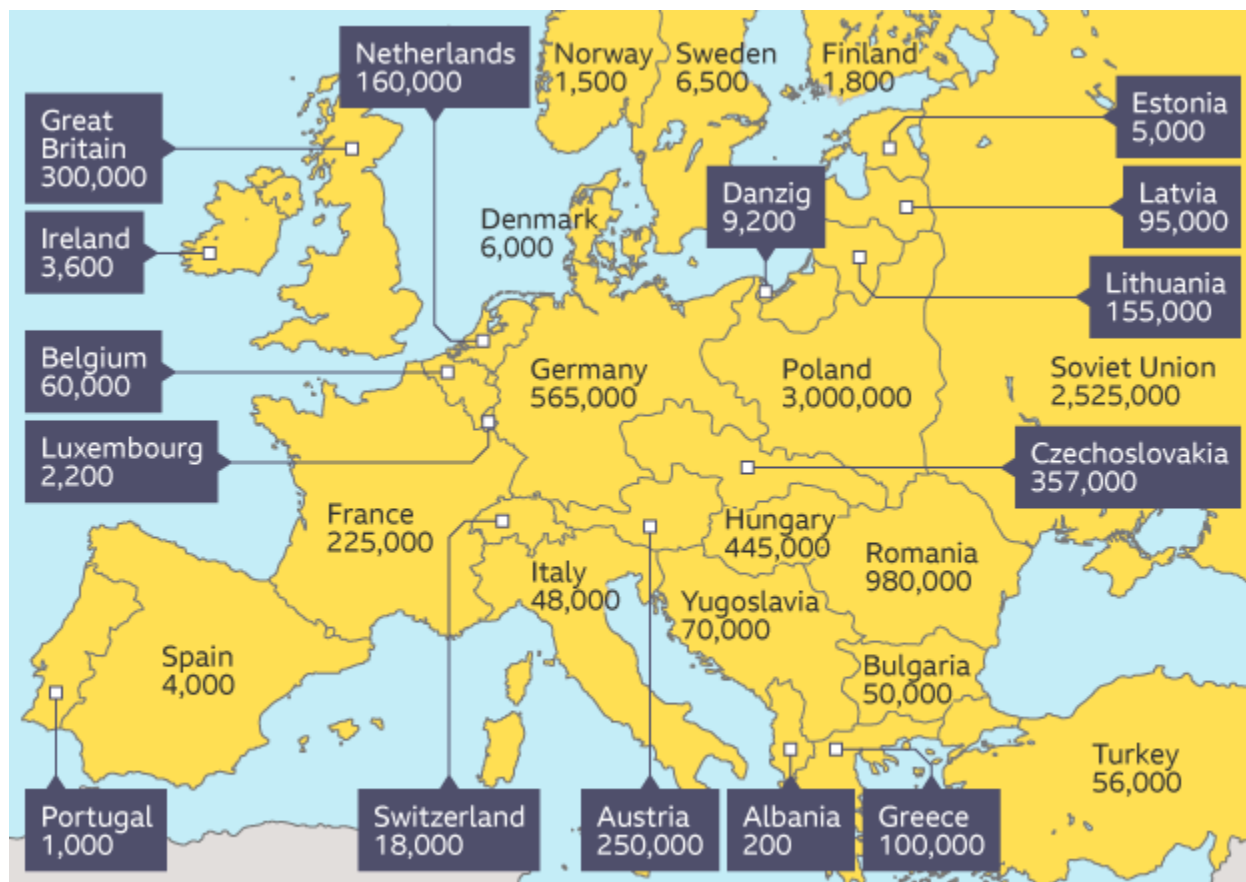 Netherlands
160,000
Norway
1,500
Sweden
6,500
Finland
1,800
Great
Britain
300,000
Estonia
5,000
Ireland
3,600
Denmark
6,000
Danzig
9,200
Latvia
95,000
Lithuania
155,000
Belgium
60,000
Germany
565,000
Poland
3,000,000
Soviet Union
2,525,000
Luxembourg
2,200
Czechoslovakia
357,000
France
225,000
Hungary
445,000
Romania
980,000
Italy
48,000
Yugoslavia
70,000
Spain
4,000
Bulgaria
50,000
Turkey
56,000
Portugal
1,000
Switzerland
18,000
Austria
250,000
Albania
200
Greece
100,000